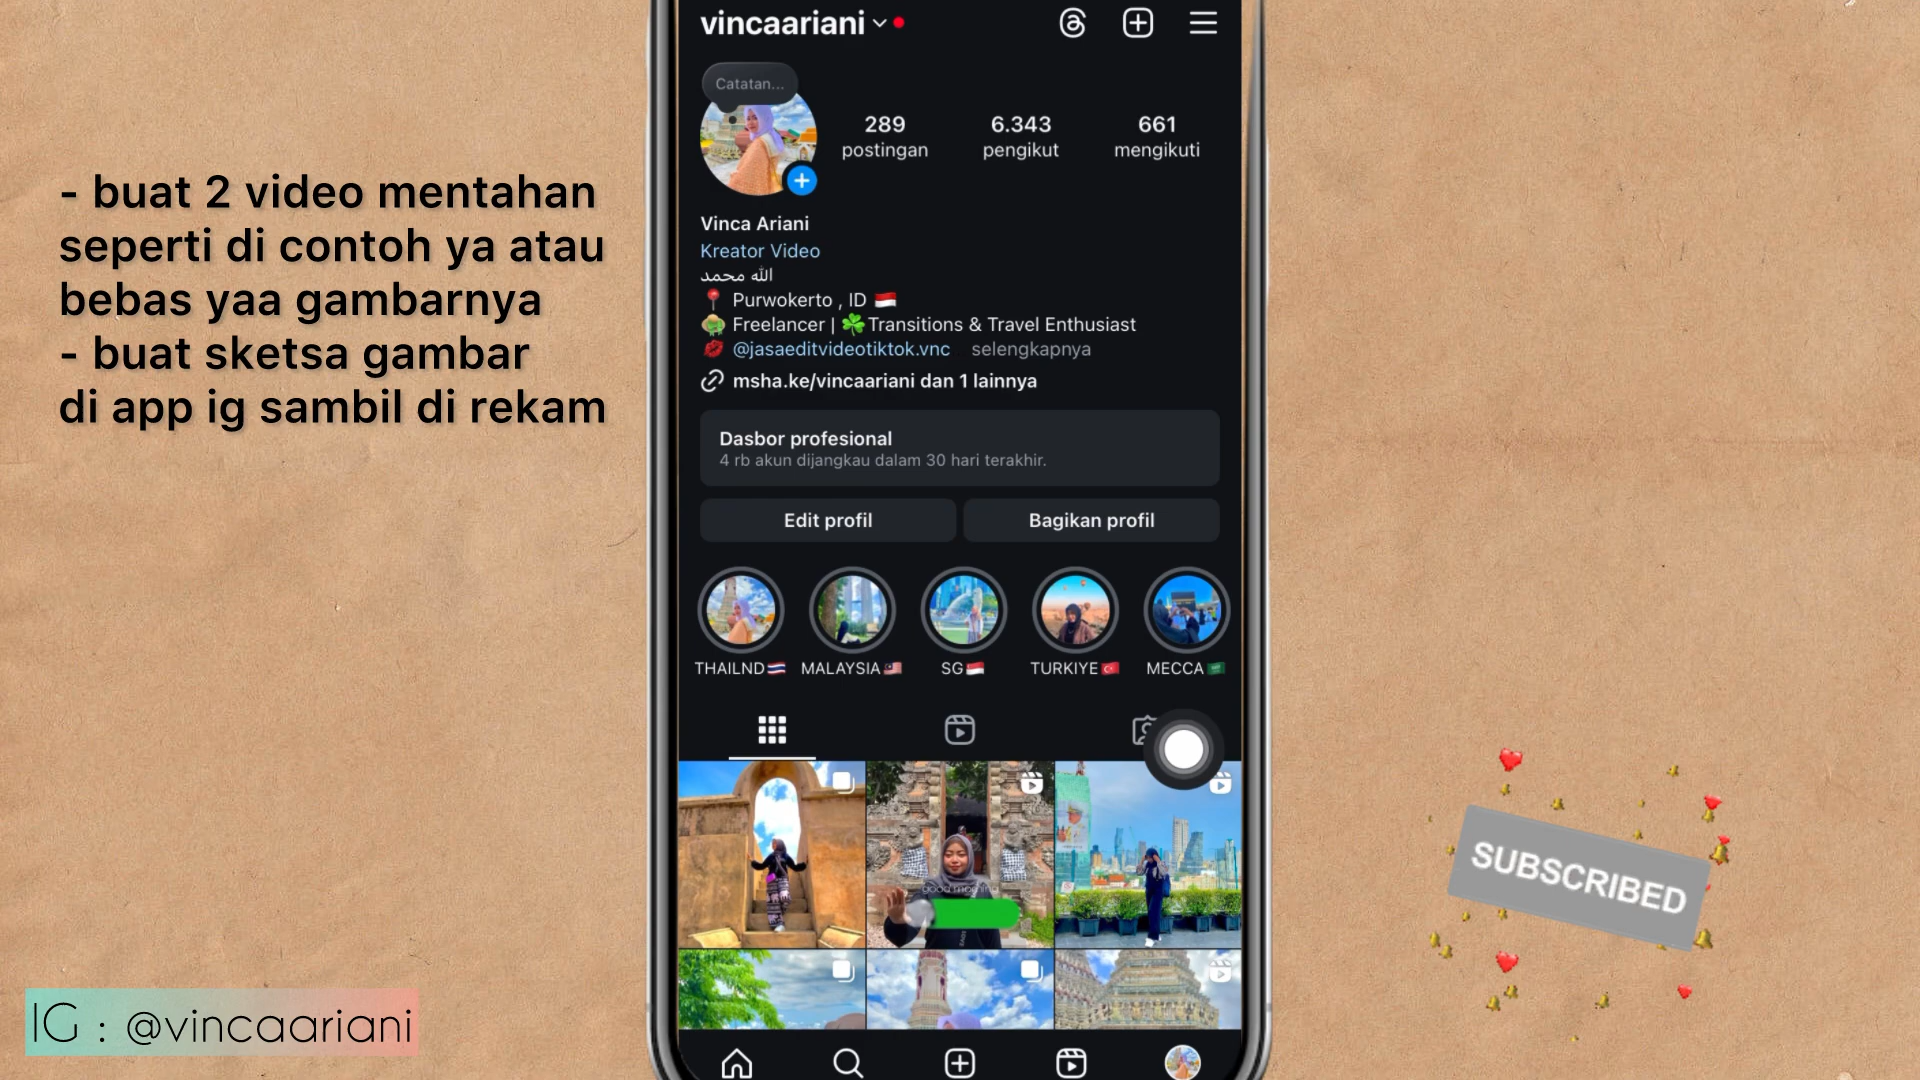 - buat 2 video mentahan
seperti di contoh ya atau
bebas yaa gambarnya
- buat sketsa gambar
di app ig sambil di rekam
vincaariani
Catatan...
289
postingan
6.343
pengikut
661
mengikuti
Vinca Ariani
Kreator Video
الله محمد
Purwokerto , ID
Freelancer | Transitions & Travel Enthusiast
@jasaeditvideotiktok.vnc selengkapnya
msha.ke/vincaariani dan 1 lainnya
Dasbor profesional
4 rb akun dijangkau dalam 30 hari terakhir.
Edit profil
Bagikan profil
THAILND
MALAYSIA
SG
TURKIYE
MECCA
good morning
SUBSCRIBED
IG : @vincaariani